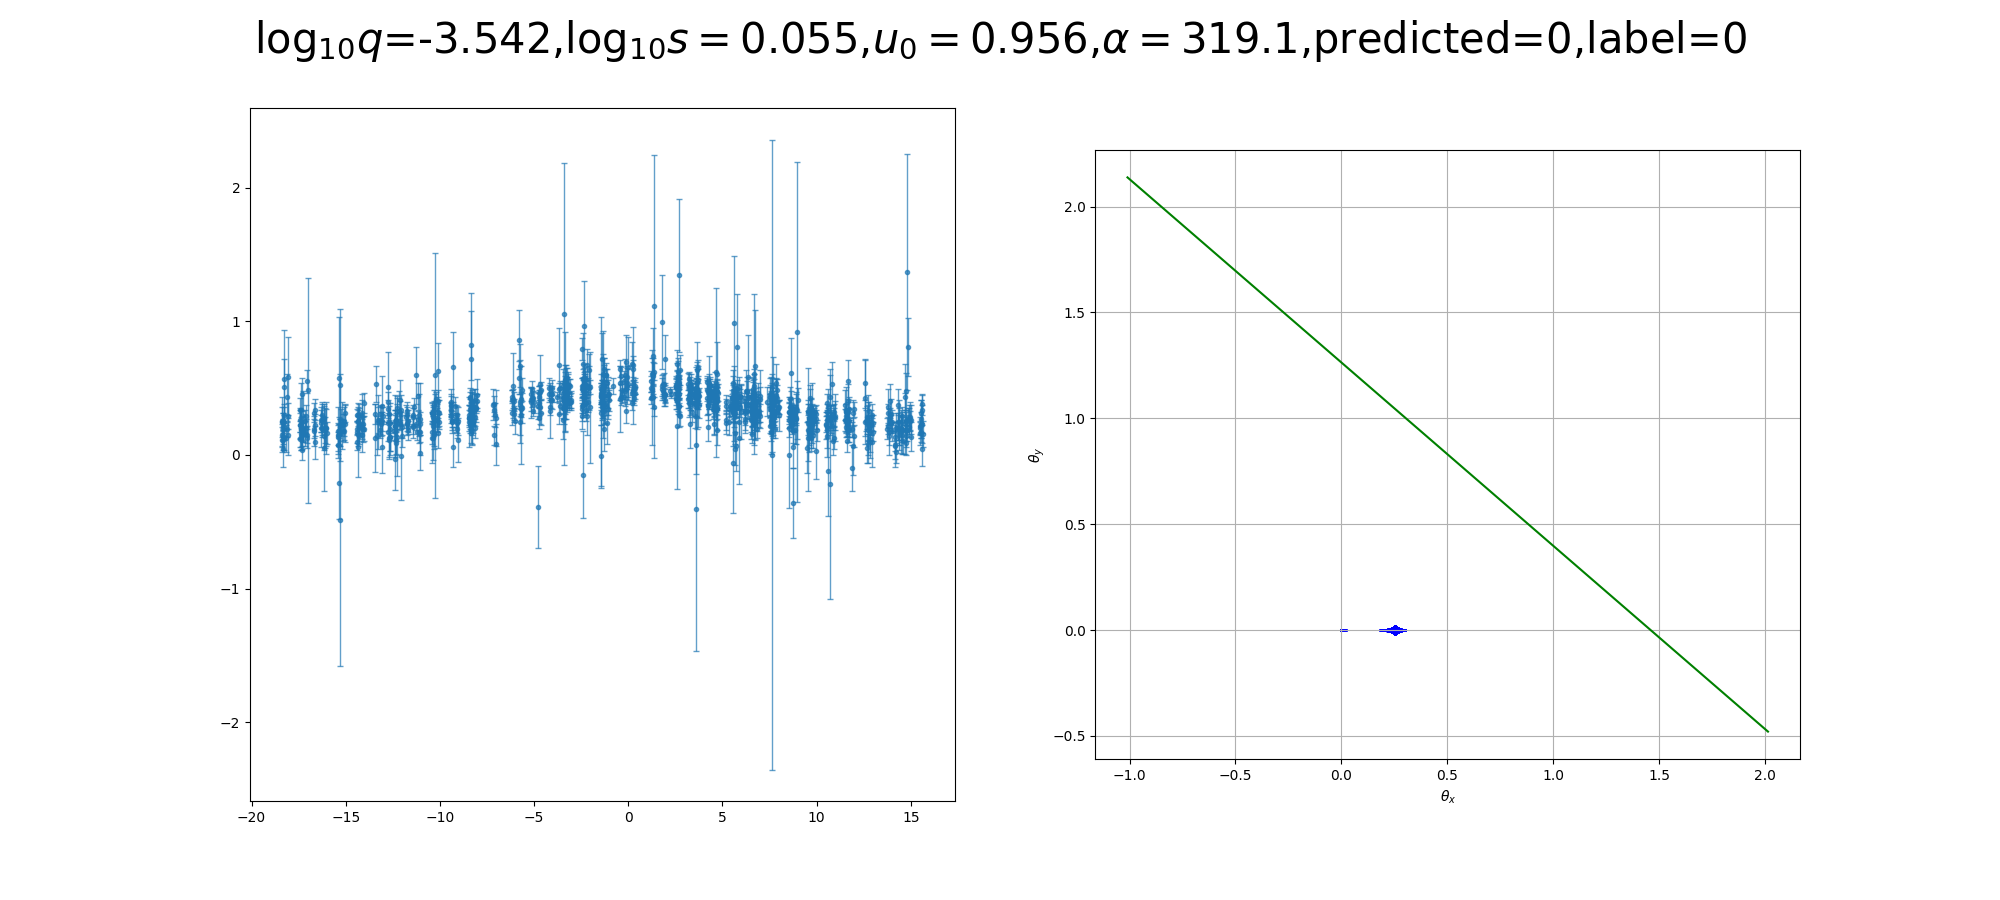 log₁₀q=-3.542,log₁₀s = 0.055,u₀ = 0.956,α = 319.1,predicted=0,label=0
2
1
0
−1
−2
−20 −15 −10 −5 0 5 10 15
θ_y
2.0
1.5
1.0
0.5
0.0
−0.5
−1.0 −0.5 0.0 0.5 1.0 1.5 2.0
θ_x